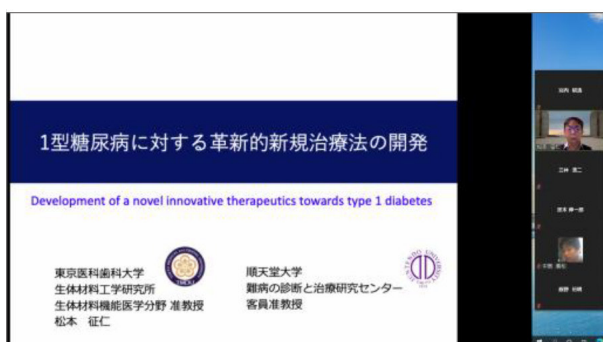 1型糖尿病に対する革新的新規治療法の開発
Development of a novel innovative therapeutics towards type 1 diabetes
東京医科歯科大学
生体材料工学研究所
生体材料機能医学分野 准教授
松本 征仁
順天堂大学
難病の診断と治療研究センター
客員准教授